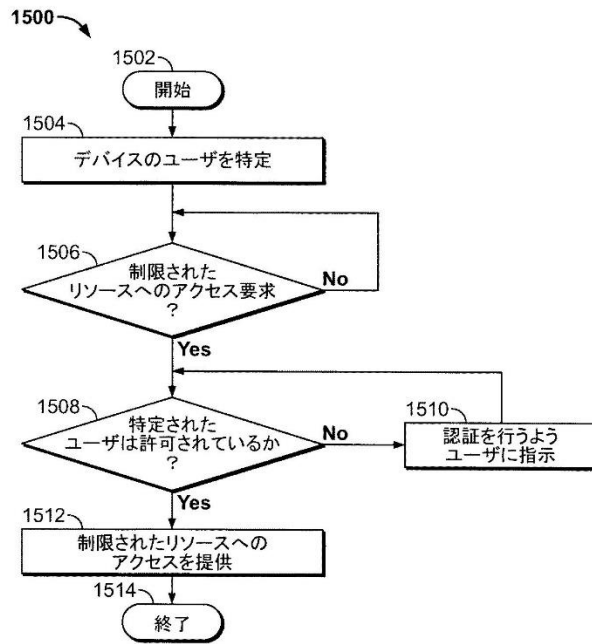 1500
1502
開始
1504
デバイスのユーザを特定
1506
制限された
リソースへのアクセス要求
?
No
Yes
1508
特定された
ユーザは許可されているか
?
No
1510
認証を行うよう
ユーザに指示
Yes
1512
制限されたリソースへの
アクセスを提供
1514
終了